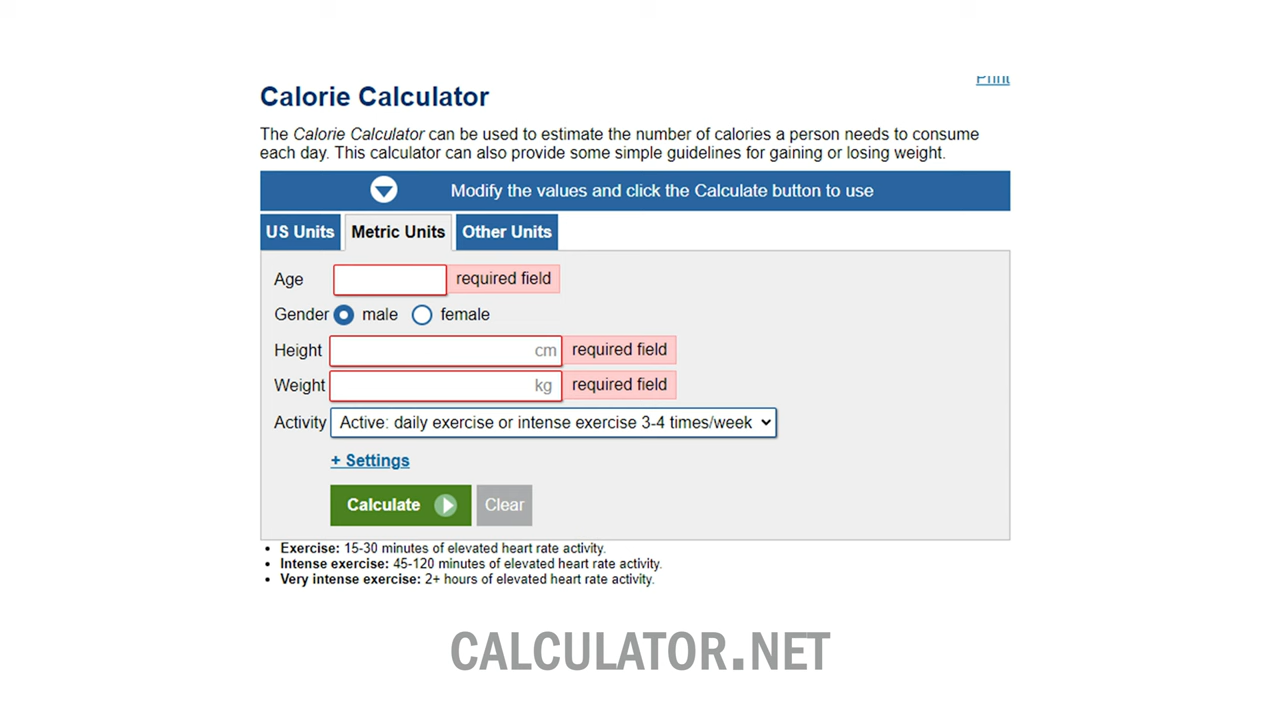 Print
Calorie Calculator
The Calorie Calculator can be used to estimate the number of calories a person needs to consume
each day. This calculator can also provide some simple guidelines for gaining or losing weight.
Modify the values and click the Calculate button to use
US Units Metric Units Other Units
Age required field
Gender male female
Height cm required field
Weight kg required field
Activity Active: daily exercise or intense exercise 3-4 times/week
+ Settings
Calculate Clear
• Exercise: 15-30 minutes of elevated heart rate activity.
• Intense exercise: 45-120 minutes of elevated heart rate activity.
• Very intense exercise: 2+ hours of elevated heart rate activity.
CALCULATOR.NET